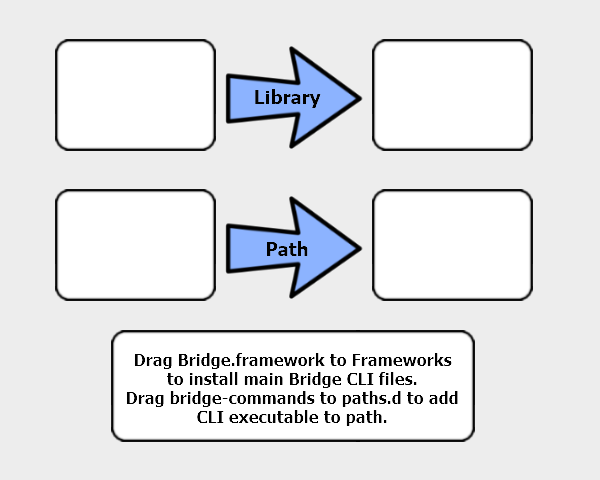 Library
Path
Drag Bridge.framework to Frameworks
to install main Bridge CLI files.
Drag bridge-commands to paths.d to add
CLI executable to path.